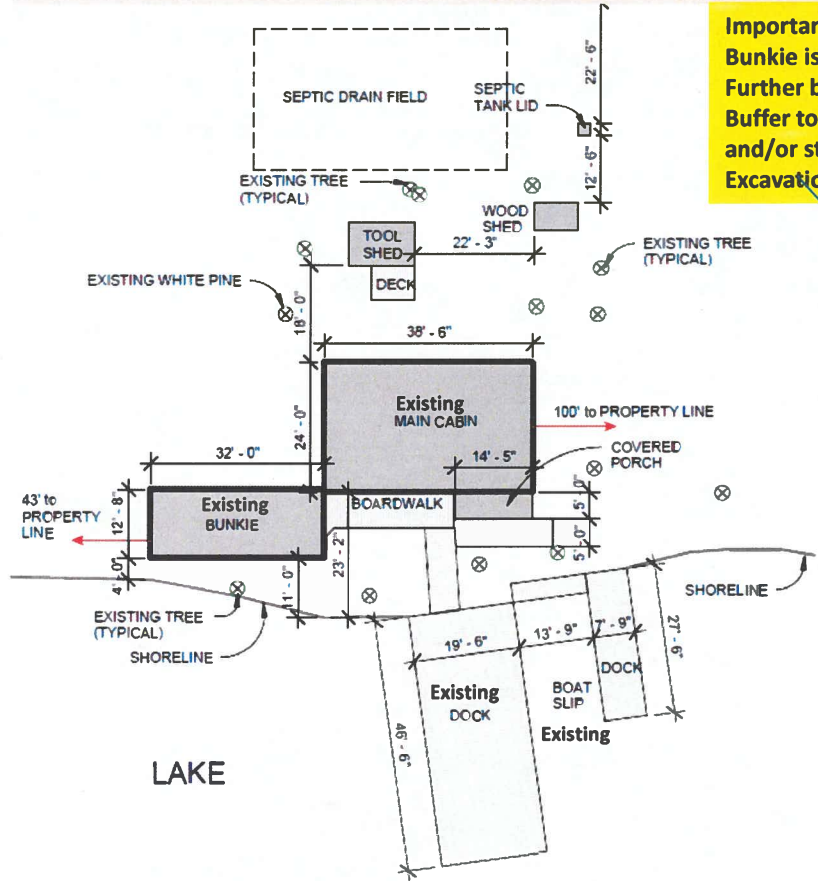 Importan
Bunkie is
Further b
Buffer to
and/or st
Excavatio
22' - 6"
SEPTIC DRAIN FIELD
SEPTIC
TANK LID
12' - 6"
EXISTING TREE
(TYPICAL)
WOOD
SHED
TOOL
SHED
22' - 3"
EXISTING TREE
(TYPICAL)
DECK
EXISTING WHITE PINE
18' - 0"
38' - 6"
Existing
MAIN CABIN
100' to PROPERTY LINE
24' - 0"
14' - 5"
COVERED
PORCH
32' - 0"
43' to
PROPERTY
LINE
12' - 8"
Existing
BUNKIE
BOARDWALK
5' - 0"
5' - 0"
23' - 2"
4' - 0"
11' - 0"
EXISTING TREE
(TYPICAL)
SHORELINE
SHORELINE
19' - 6"
13' - 9"
7' - 9"
27' - 6"
DOCK
Existing
DOCK
BOAT
SLIP
Existing
46' - 6"
LAKE